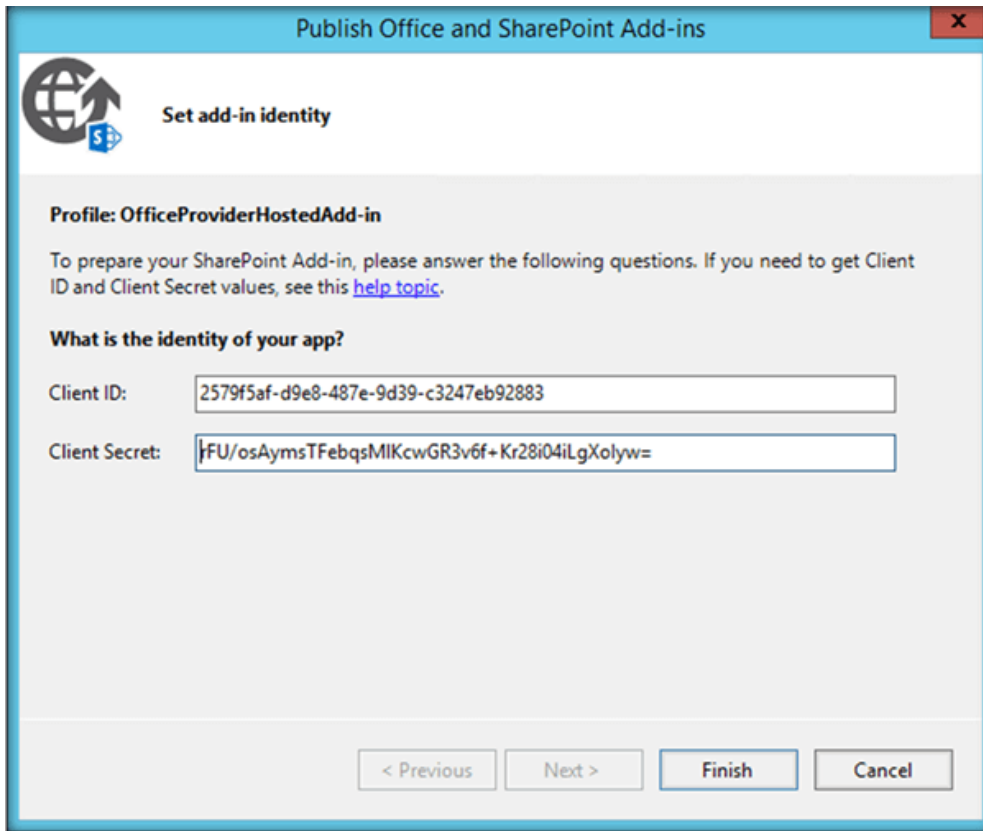 Publish Office and SharePoint Add-ins
x
Set add-in identity
S
Profile: OfficeProviderHostedAdd-in
To prepare your SharePoint Add-in, please answer the following questions. If you need to get Client
ID and Client Secret values, see this help topic.
What is the identity of your app?
Client ID: 2579f5af-d9e8-487e-9d39-c3247eb92883
Client Secret: rFU/osAymsTFebqsMIKcwGR3v6f+Kr28i04iLgXolyw=
< Previous Next > Finish Cancel